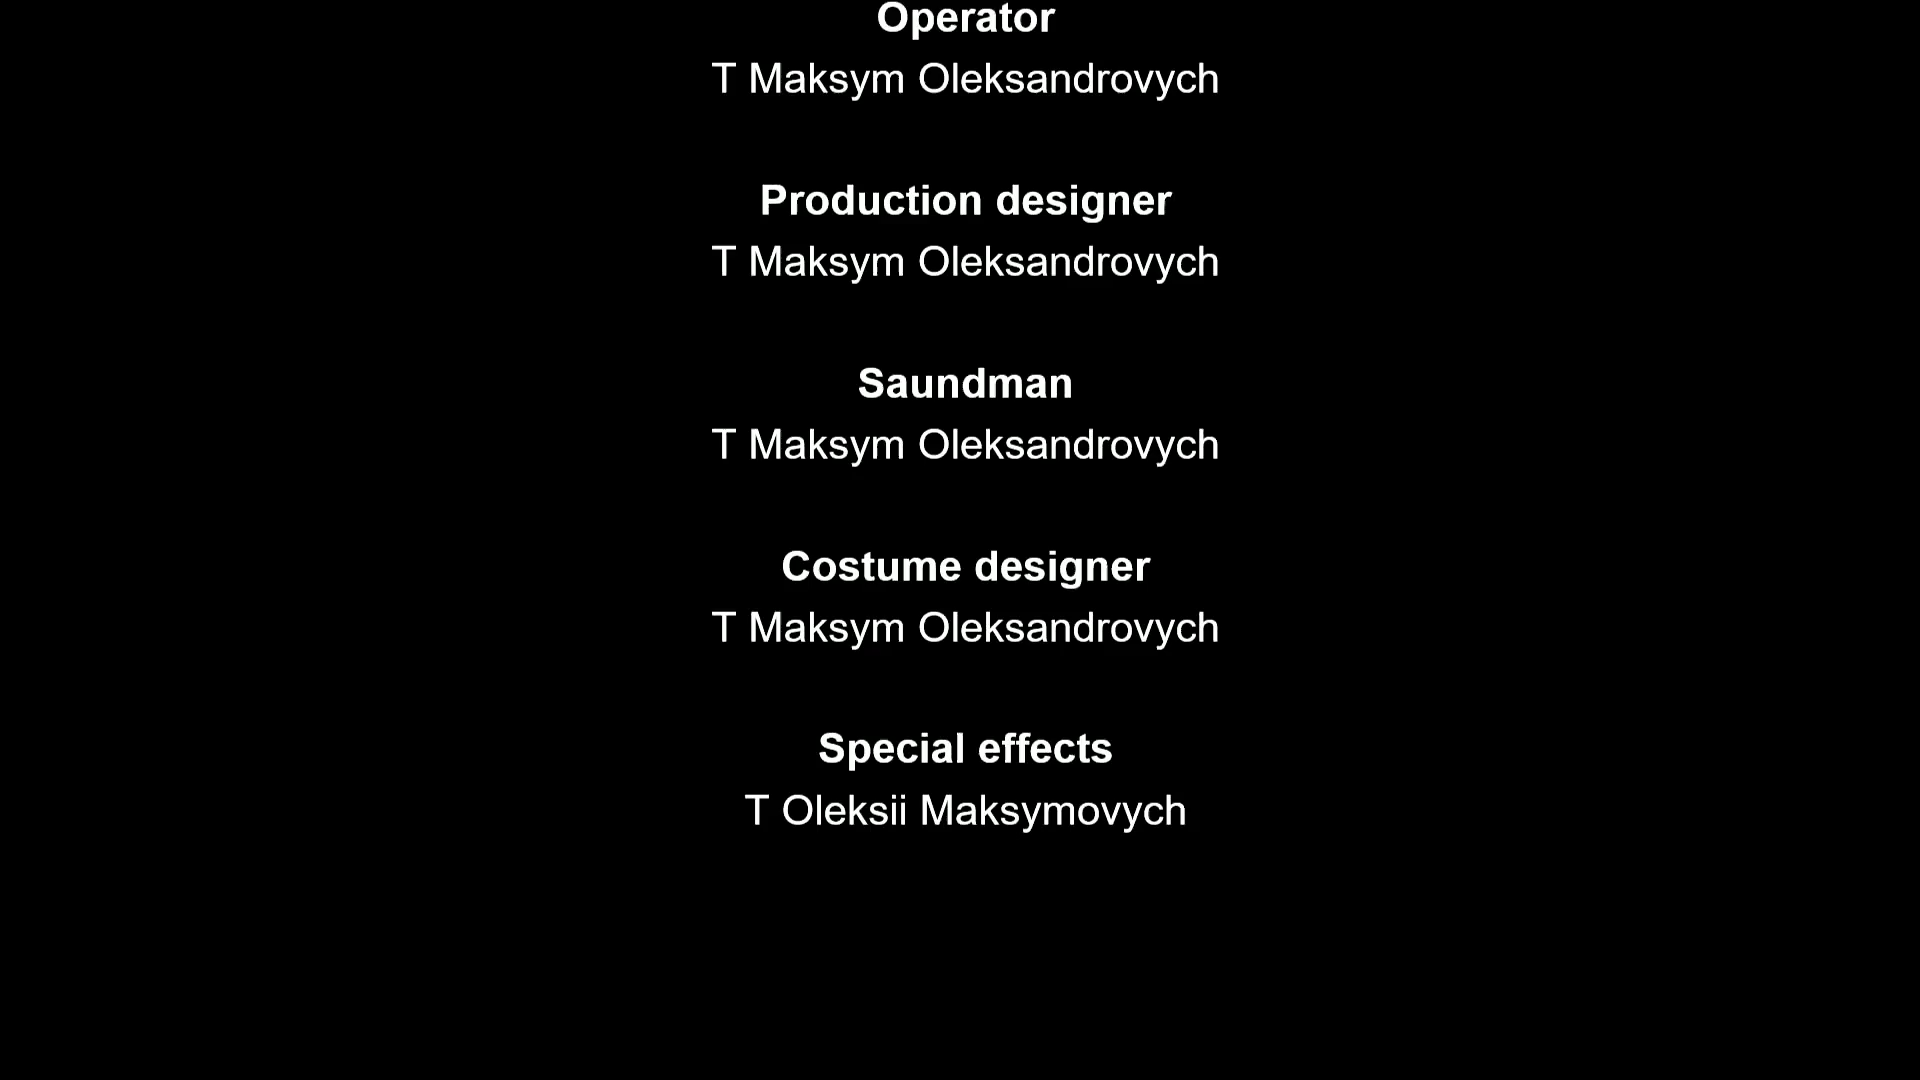 Operator
T Maksym Oleksandrovych
Production designer
T Maksym Oleksandrovych
Saundman
T Maksym Oleksandrovych
Costume designer
T Maksym Oleksandrovych
Special effects
T Oleksii Maksymovych